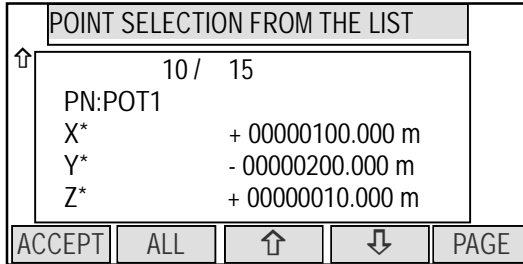 POINT SELECTION FROM THE LIST
10 / 15
PN:POT1
X* + 00000100.000 m
Y* - 00000200.000 m
Z* + 00000010.000 m
ACCEPT ALL ⇧ ⇩ PAGE